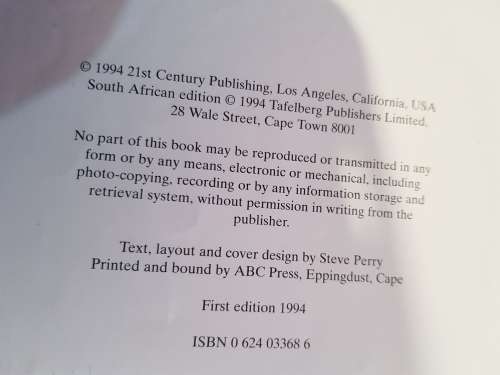 © 1994 21st Century Publishing, Los Angeles, California, USA
South African edition © 1994 Tafelberg Publishers Limited.
28 Wale Street, Cape Town 8001
No part of this book may be reproduced or transmitted in any
form or by any means, electronic or mechanical, including
photo-copying, recording or by any information storage and
retrieval system, without permission in writing from the
publisher.
Text, layout and cover design by Steve Perry
Printed and bound by ABC Press, Eppingdust, Cape
First edition 1994
ISBN 0 624 03368 6